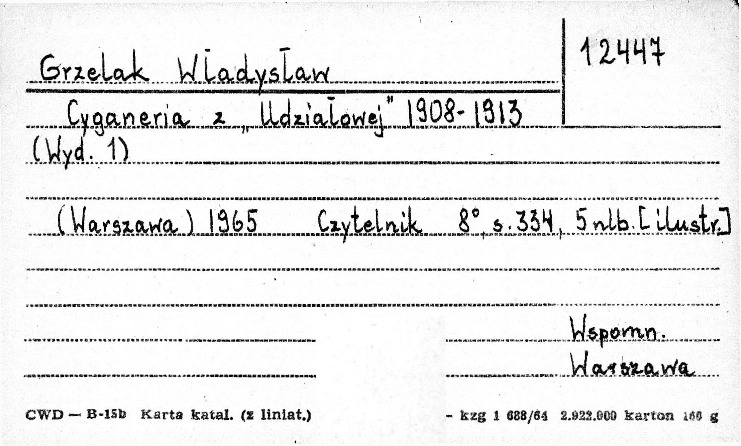 12447
Grzelak Władysław
Cyganeria z „Udziałowej" 1908-1913
(Wyd. 1)
(Warszawa) 1965 Czytelnik 8°, s. 334, 5 nlb. [ilustr.]
Wspomn.
Warszawa
CWD — B-15b Karta katal. (z liniat.) - kzg 1 688/64 2.922.000 karton 160 g